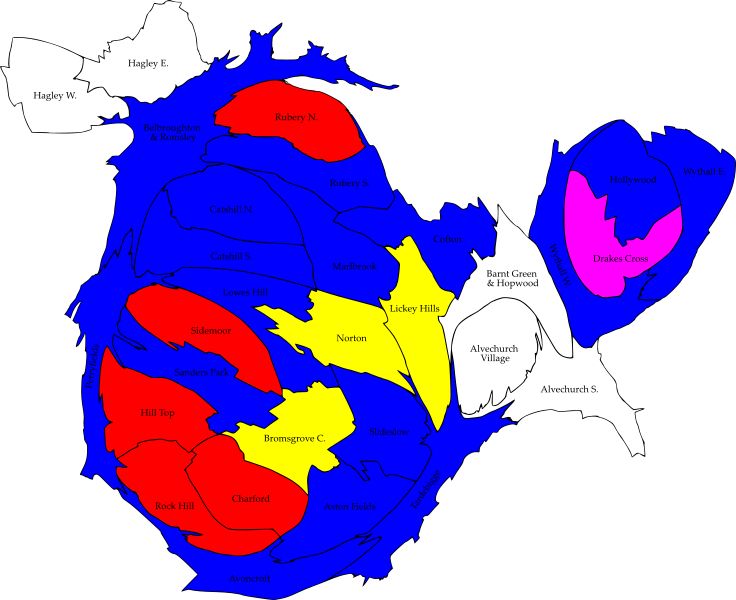 Hagley E.
Hagley W.
Rubery N.
Belbroughton
& Romsley
Rubery S.
Hollywood
Wythall E.
Catshill N.
Cofton
Wythall W.
Catshill S.
Marlbrook
Drakes Cross
Barnt Green
& Hopwood
Lowes Hill
Lickey Hills
Sidemoor
Norton
Alvechurch
Village
Perryfields
Sanders Park
Alvechurch S.
Hill Top
Bromsgrove C.
Slideslow
Charford
Rock Hill
Aston Fields
Tardebigge
Avoncroft